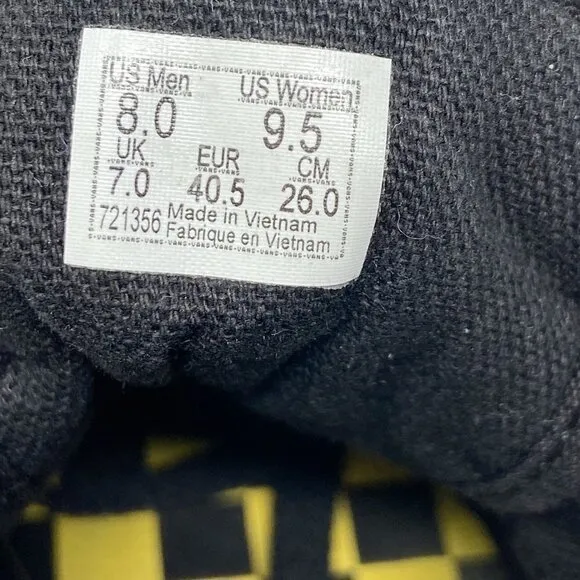 US Men US Women
8.0 9.5
UK EUR CM
7.0 40.5 26.0
721356 Made in Vietnam
Fabrique en Vietnam